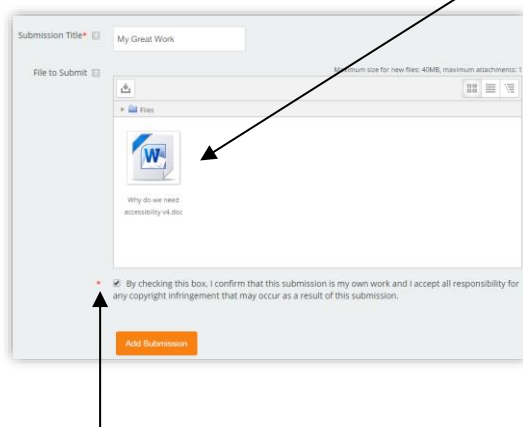 Submission Title*
My Great Work
File to Submit
Maximum size for new files: 40MB, maximum attachments: 1
Files
Why do we need
accessibility v4.doc
* By checking this box, I confirm that this submission is my own work and I accept all responsibility for
any copyright infringement that may occur as a result of this submission.
Add Submission